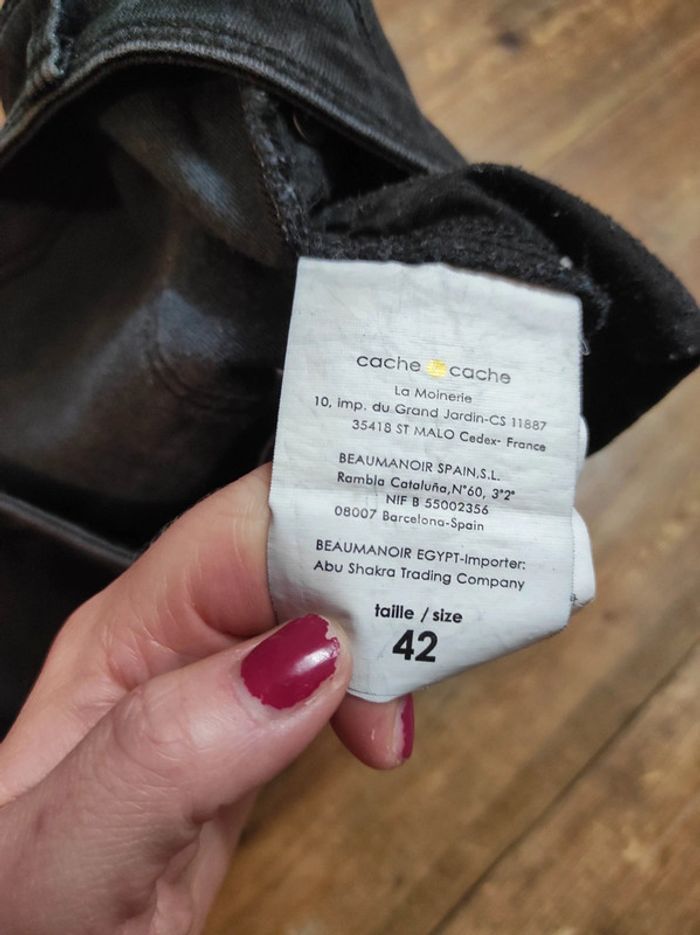 cache cache
La Moinerie
10, imp. du Grand Jardin-CS 11887
35418 ST MALO Cedex- France
BEAUMANOIR SPAIN,S.L.
Rambla Cataluña,N°60, 3°2ª
NIF B 55002356
08007 Barcelona-Spain
BEAUMANOIR EGYPT-Importer:
Abu Shakra Trading Company
taille / size
42